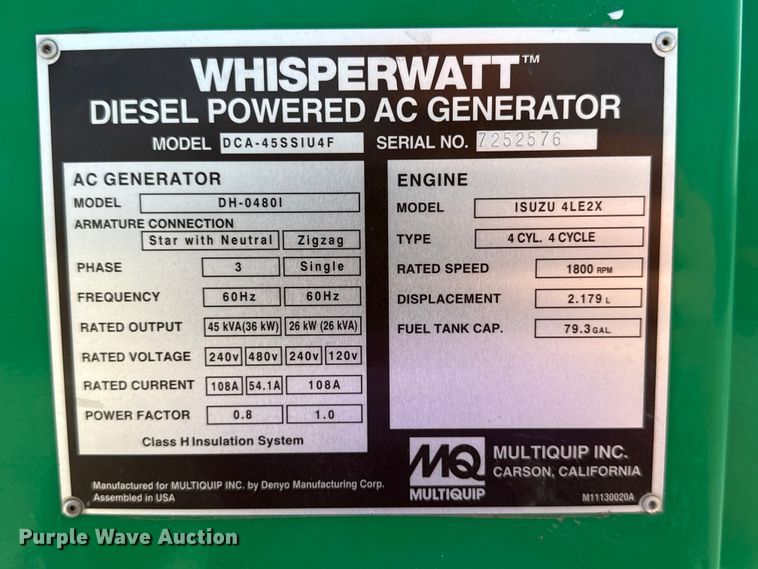 WHISPERWATT™
DIESEL POWERED AC GENERATOR
MODEL DCA-45SSIU4F SERIAL NO. 7252576
AC GENERATOR
MODEL DH-0480I
ARMATURE CONNECTION
Star with Neutral Zigzag
PHASE 3 Single
FREQUENCY 60Hz 60Hz
RATED OUTPUT 45 kVA(36 kW) 26 kW (26 kVA)
RATED VOLTAGE 240v 480v 240v 120v
RATED CURRENT 108A 54.1A 108A
POWER FACTOR 0.8 1.0
Class H Insulation System
ENGINE
MODEL ISUZU 4LE2X
TYPE 4 CYL. 4 CYCLE
RATED SPEED 1800 RPM
DISPLACEMENT 2.179 L
FUEL TANK CAP. 79.3 GAL.
Manufactured for MULTIQUIP INC. by Denyo Manufacturing Corp.
Assembled in USA
MQ
MULTIQUIP
MULTIQUIP INC.
CARSON, CALIFORNIA
M11130020A
Purple Wave Auction